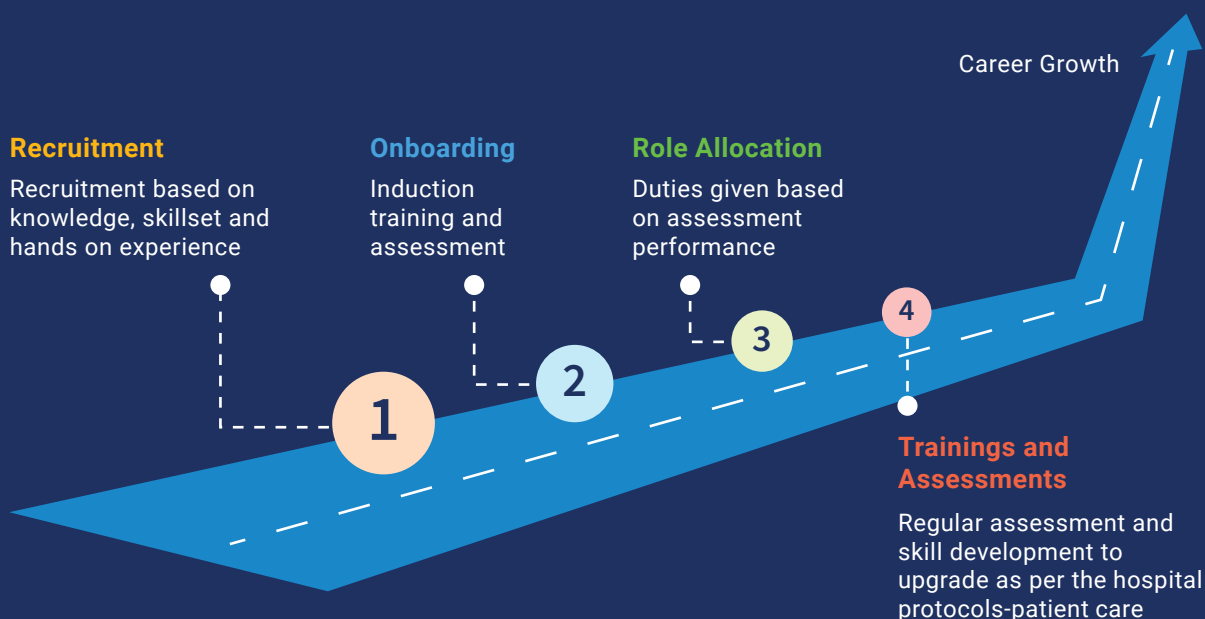 Career Growth
Recruitment
Recruitment based on
knowledge, skillset and
hands on experience
Onboarding
Induction
training and
assessment
Role Allocation
Duties given based
on assessment
performance
1
2
3
4
Trainings and
Assessments
Regular assessment and
skill development to
upgrade as per the hospital
protocols-patient care